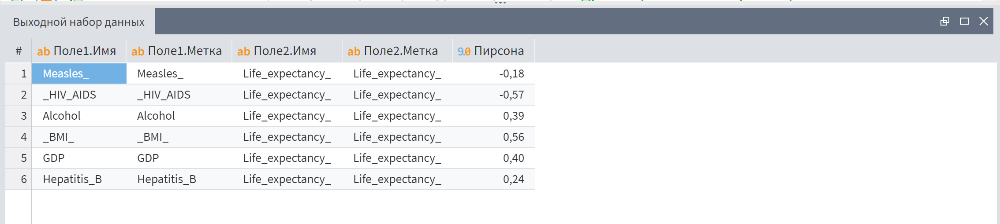 Выходной набор данных
# ab Поле1.Имя ab Поле1.Метка ab Поле2.Имя ab Поле2.Метка 9.0 Пирсона
1 Measles_ Measles_ Life_expectancy_ Life_expectancy_ -0,18
2 _HIV_AIDS _HIV_AIDS Life_expectancy_ Life_expectancy_ -0,57
3 Alcohol Alcohol Life_expectancy_ Life_expectancy_ 0,39
4 _BMI_ _BMI_ Life_expectancy_ Life_expectancy_ 0,56
5 GDP GDP Life_expectancy_ Life_expectancy_ 0,40
6 Hepatitis_B Hepatitis_B Life_expectancy_ Life_expectancy_ 0,24